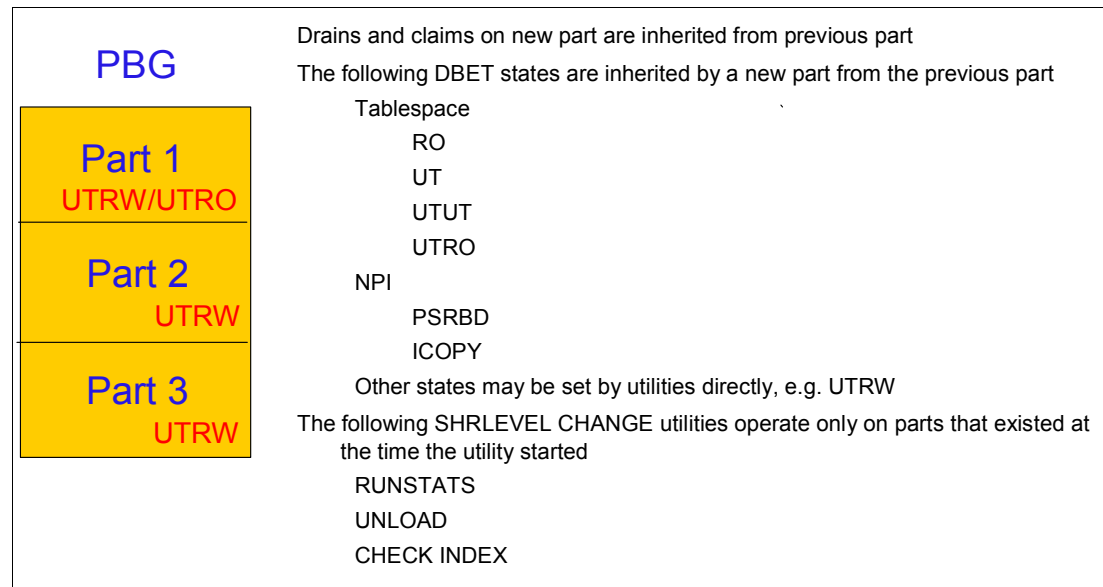 PBG
Part 1
UTRW/UTRO
Part 2
UTRW
Part 3
UTRW
Drains and claims on new part are inherited from previous part
The following DBET states are inherited by a new part from the previous part
Tablespace
`
RO
UT
UTUT
UTRO
NPI
PSRBD
ICOPY
Other states may be set by utilities directly, e.g. UTRW
The following SHRLEVEL CHANGE utilities operate only on parts that existed at
the time the utility started
RUNSTATS
UNLOAD
CHECK INDEX